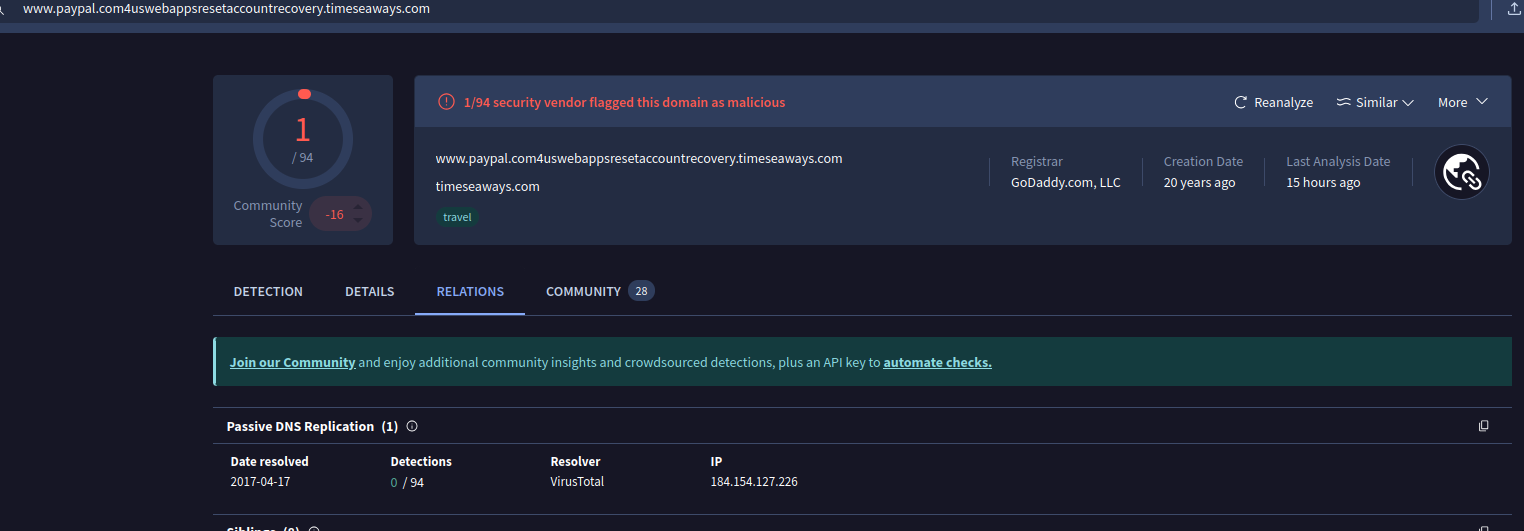 www.paypal.com4uswebappsresetaccountrecovery.timeseaways.com
1
/ 94
Community Score
-16
1/94 security vendor flagged this domain as malicious
Reanalyze
Similar
More
www.paypal.com4uswebappsresetaccountrecovery.timeseaways.com
timeseaways.com
travel
Registrar
GoDaddy.com, LLC
Creation Date
20 years ago
Last Analysis Date
15 hours ago
DETECTION
DETAILS
RELATIONS
COMMUNITY 28
Join our Community and enjoy additional community insights and crowdsourced detections, plus an API key to automate checks.
Passive DNS Replication (1)
Date resolved Detections Resolver IP
2017-04-17 0 / 94 VirusTotal 184.154.127.226